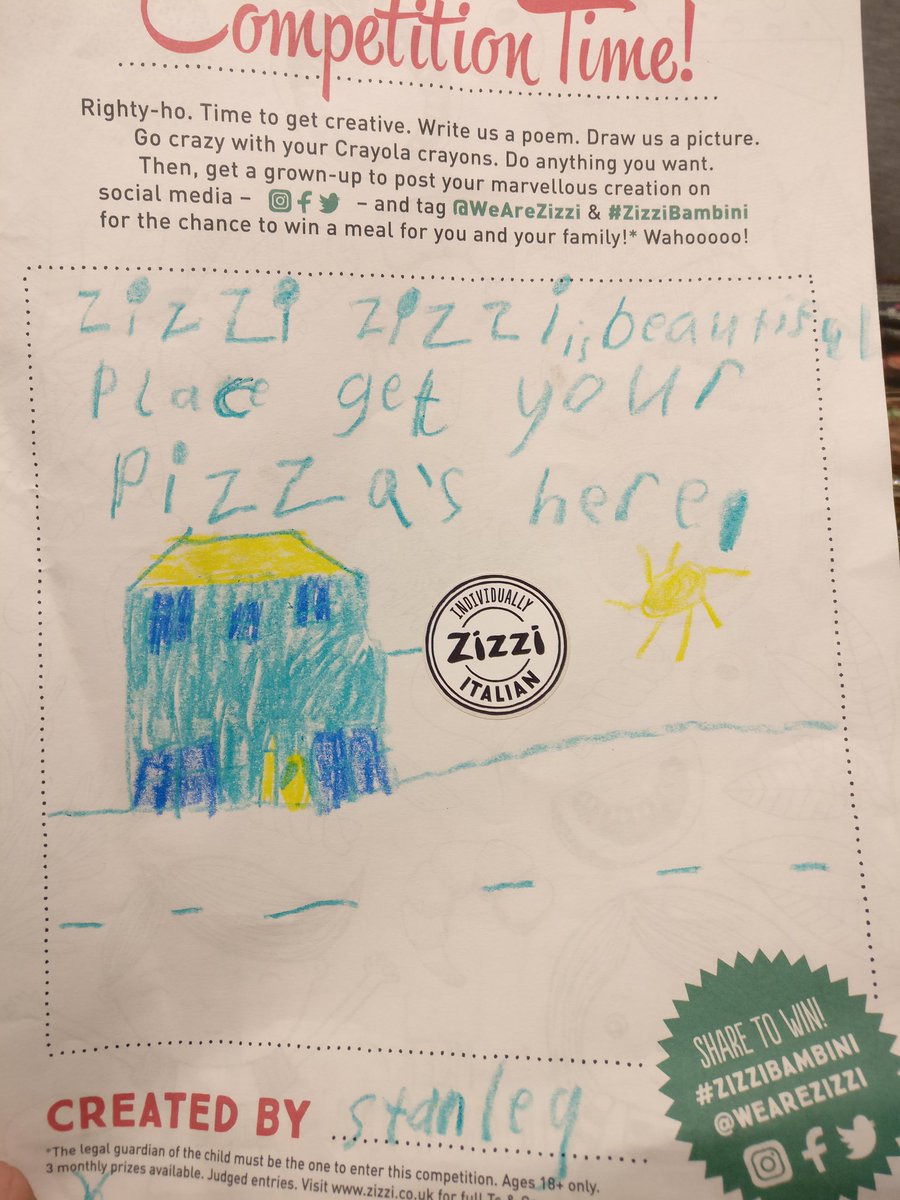 Competition Time!
Righty-ho. Time to get creative. Write us a poem. Draw us a picture.
Go crazy with your Crayola crayons. Do anything you want.
Then, get a grown-up to post your marvellous creation on
social media – – and tag @WeAreZizzi & #ZizziBambini
for the chance to win a meal for you and your family!* Wahooooo!
zizzi zizzi is beautiful
Place get your
pizza's here
INDIVIDUALLY
Zizzi
ITALIAN
SHARE TO WIN!
#ZIZZIBAMBINI
@WEAREZIZZI
CREATED BY stanley
*The legal guardian of the child must be the one to enter this competition. Ages 18+ only.
3 monthly prizes available. Judged entries. Visit www.zizzi.co.uk for full Ts &